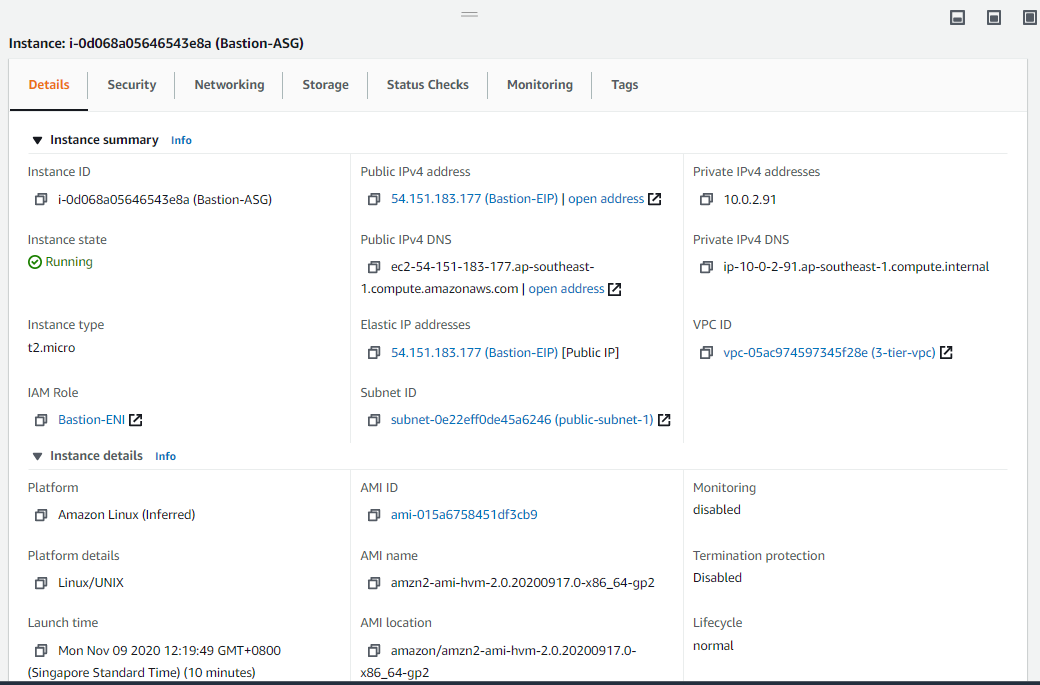 Instance: i-0d068a05646543e8a (Bastion-ASG)
Details
Security
Networking
Storage
Status Checks
Monitoring
Tags
Instance summary Info
Instance ID
i-0d068a05646543e8a (Bastion-ASG)
Public IPv4 address
54.151.183.177 (Bastion-EIP) | open address
Private IPv4 addresses
10.0.2.91
Instance state
Running
Public IPv4 DNS
ec2-54-151-183-177.ap-southeast-
1.compute.amazonaws.com | open address
Private IPv4 DNS
ip-10-0-2-91.ap-southeast-1.compute.internal
Instance type
t2.micro
Elastic IP addresses
54.151.183.177 (Bastion-EIP) [Public IP]
VPC ID
vpc-05ac974597345f28e (3-tier-vpc)
IAM Role
Bastion-ENI
Subnet ID
subnet-0e22eff0de45a6246 (public-subnet-1)
Instance details Info
Platform
Amazon Linux (Inferred)
AMI ID
ami-015a6758451df3cb9
Monitoring
disabled
Platform details
Linux/UNIX
AMI name
amzn2-ami-hvm-2.0.20200917.0-x86_64-gp2
Termination protection
Disabled
Launch time
Mon Nov 09 2020 12:19:49 GMT+0800
(Singapore Standard Time) (10 minutes)
AMI location
amazon/amzn2-ami-hvm-2.0.20200917.0-
x86_64-gp2
Lifecycle
normal